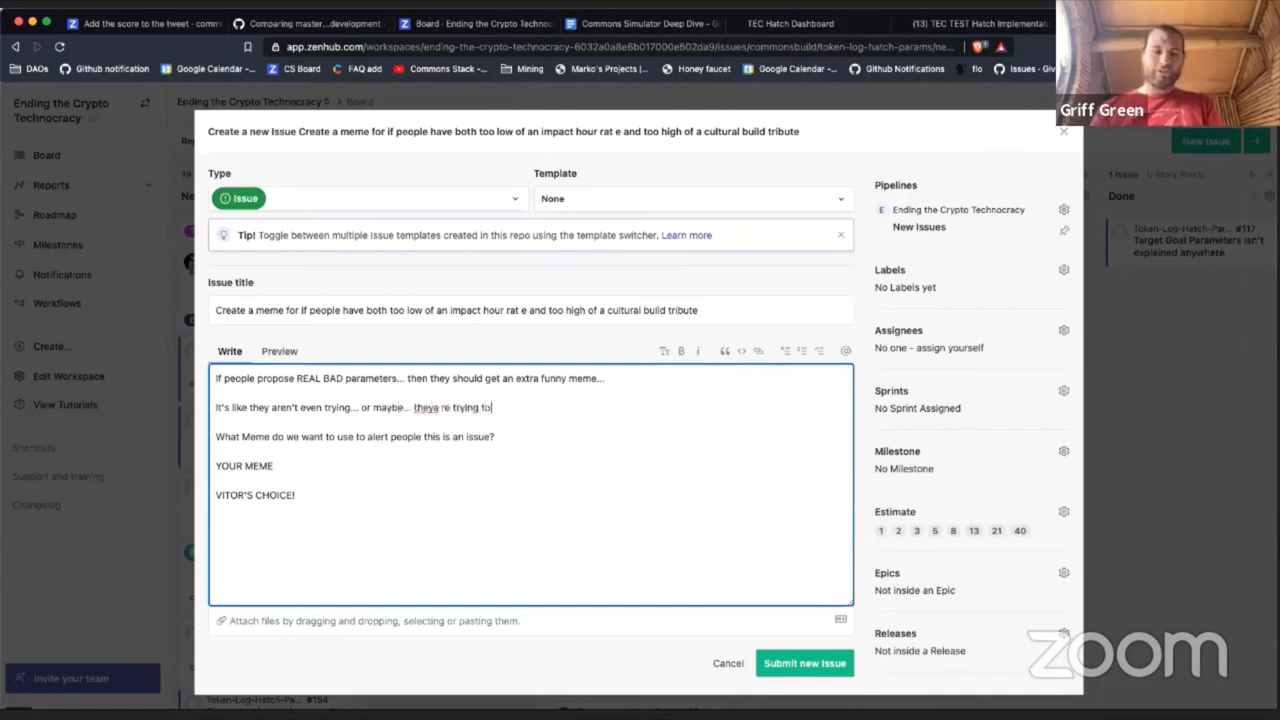 Add the score to the tweet - comm
Comparing master...development
Board · Ending the Crypto Technoc
Commons Simulator Deep Dive - G
TEC Hatch Dashboard
(13) TEC TEST Hatch Implementat
app.zenhub.com/workspaces/ending-the-crypto-technocracy-6032a0a8e6b017000e502da9/issues/commonsbuild/token-log-hatch-params/ne...
DAOs
Github notification
Google Calendar -...
CS Board
FAQ add
Commons Stack -...
Mining
Marko's Projects |...
Honey faucet
Google Calendar -...
Github Notifications
flo
Issues · Giv
Griff Green
Ending the Crypto Technocracy
Ending the Crypto Technocracy
Board
Board
Reports
Roadmap
Milestones
Notifications
Workflows
Create...
Edit Workspace
View Tutorials
Shortcuts
Support and Training
Changelog
Invite your team
Create a new Issue Create a meme for if people have both too low of an impact hour rat e and too high of a cultural build tribute
Type
Issue
Template
None
Tip! Toggle between multiple Issue templates created in this repo using the template switcher. Learn more
Issue title
Create a meme for if people have both too low of an impact hour rat e and too high of a cultural build tribute
Write
Preview
If people propose REAL BAD parameters... then they should get an extra funny meme...
It's like they aren't even trying... or maybe... theye re trying to
What Meme do we want to use to alert people this is an issue?
YOUR MEME
VITOR'S CHOICE!
Attach files by dragging and dropping, selecting or pasting them.
Cancel
Submit new Issue
Pipelines
Ending the Crypto Technocracy
New Issues
Labels
No Labels yet
Assignees
No one - assign yourself
Sprints
No Sprint Assigned
Milestone
No Milestone
Estimate
1 2 3 5 8 13 21 40
Epics
Not inside an Epic
Releases
Not inside a Release
New Issue
1 Issue
0 Story Points
Done
Token-Log-Hatch-Par... #117
Target Goal Parameters isn't
explained anywhere
Token-Log-Hatch-Pa... #154
zoom